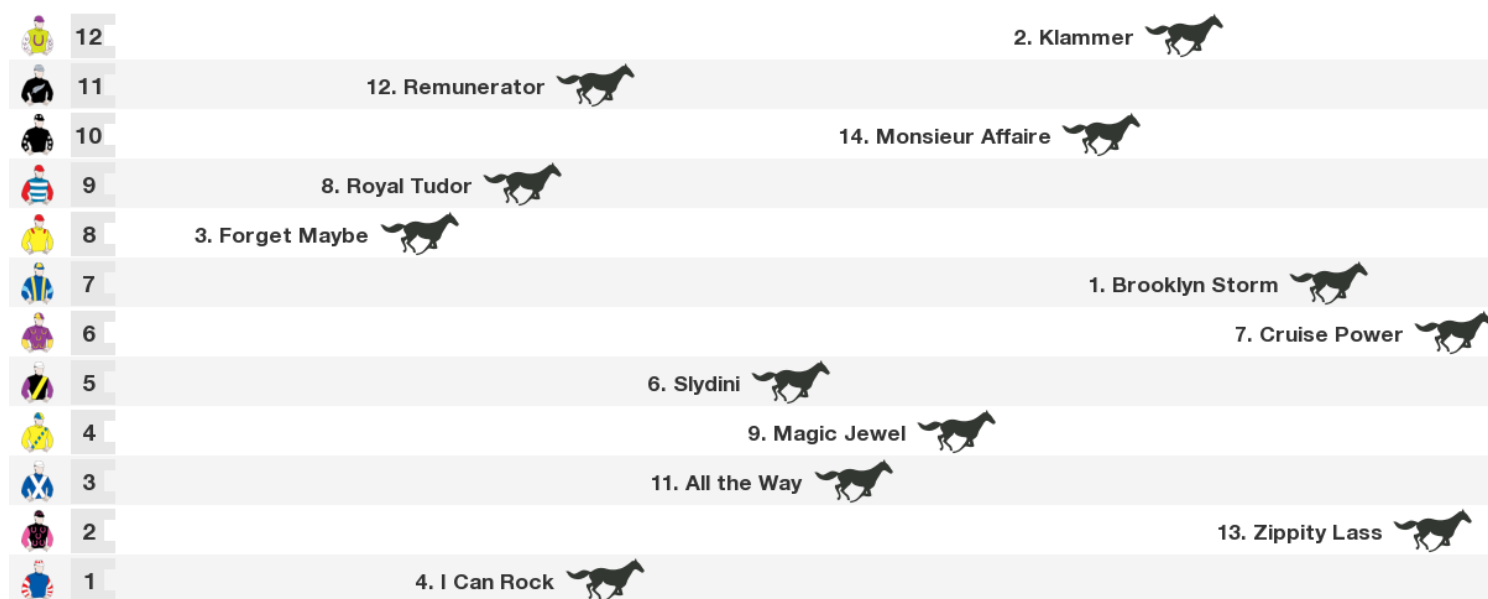 12 2. Klammer
11 12. Remunerator
10 14. Monsieur Affaire
9 8. Royal Tudor
8 3. Forget Maybe
7 1. Brooklyn Storm
6 7. Cruise Power
5 6. Slydini
4 9. Magic Jewel
3 11. All the Way
2 13. Zippity Lass
1 4. I Can Rock